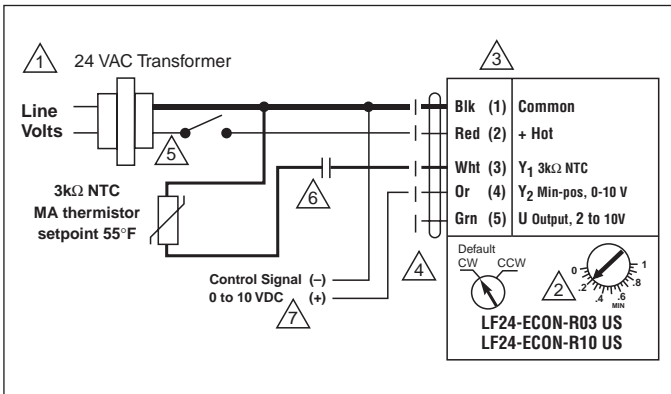 1 24 VAC Transformer
3
Line
Volts
Blk (1) Common
Red (2) + Hot
5
Wht (3) Y1 3kΩ NTC
6
3kΩ NTC
MA thermistor
setpoint 55°F
Or (4) Y2 Min-pos, 0-10 V
Grn (5) U Output, 2 to 10V
4
Default
CW CCW
2
0 .2 .4 .6 .8 1
MIN
Control Signal (–)
0 to 10 VDC (+)
7
LF24-ECON-R03 US
LF24-ECON-R10 US